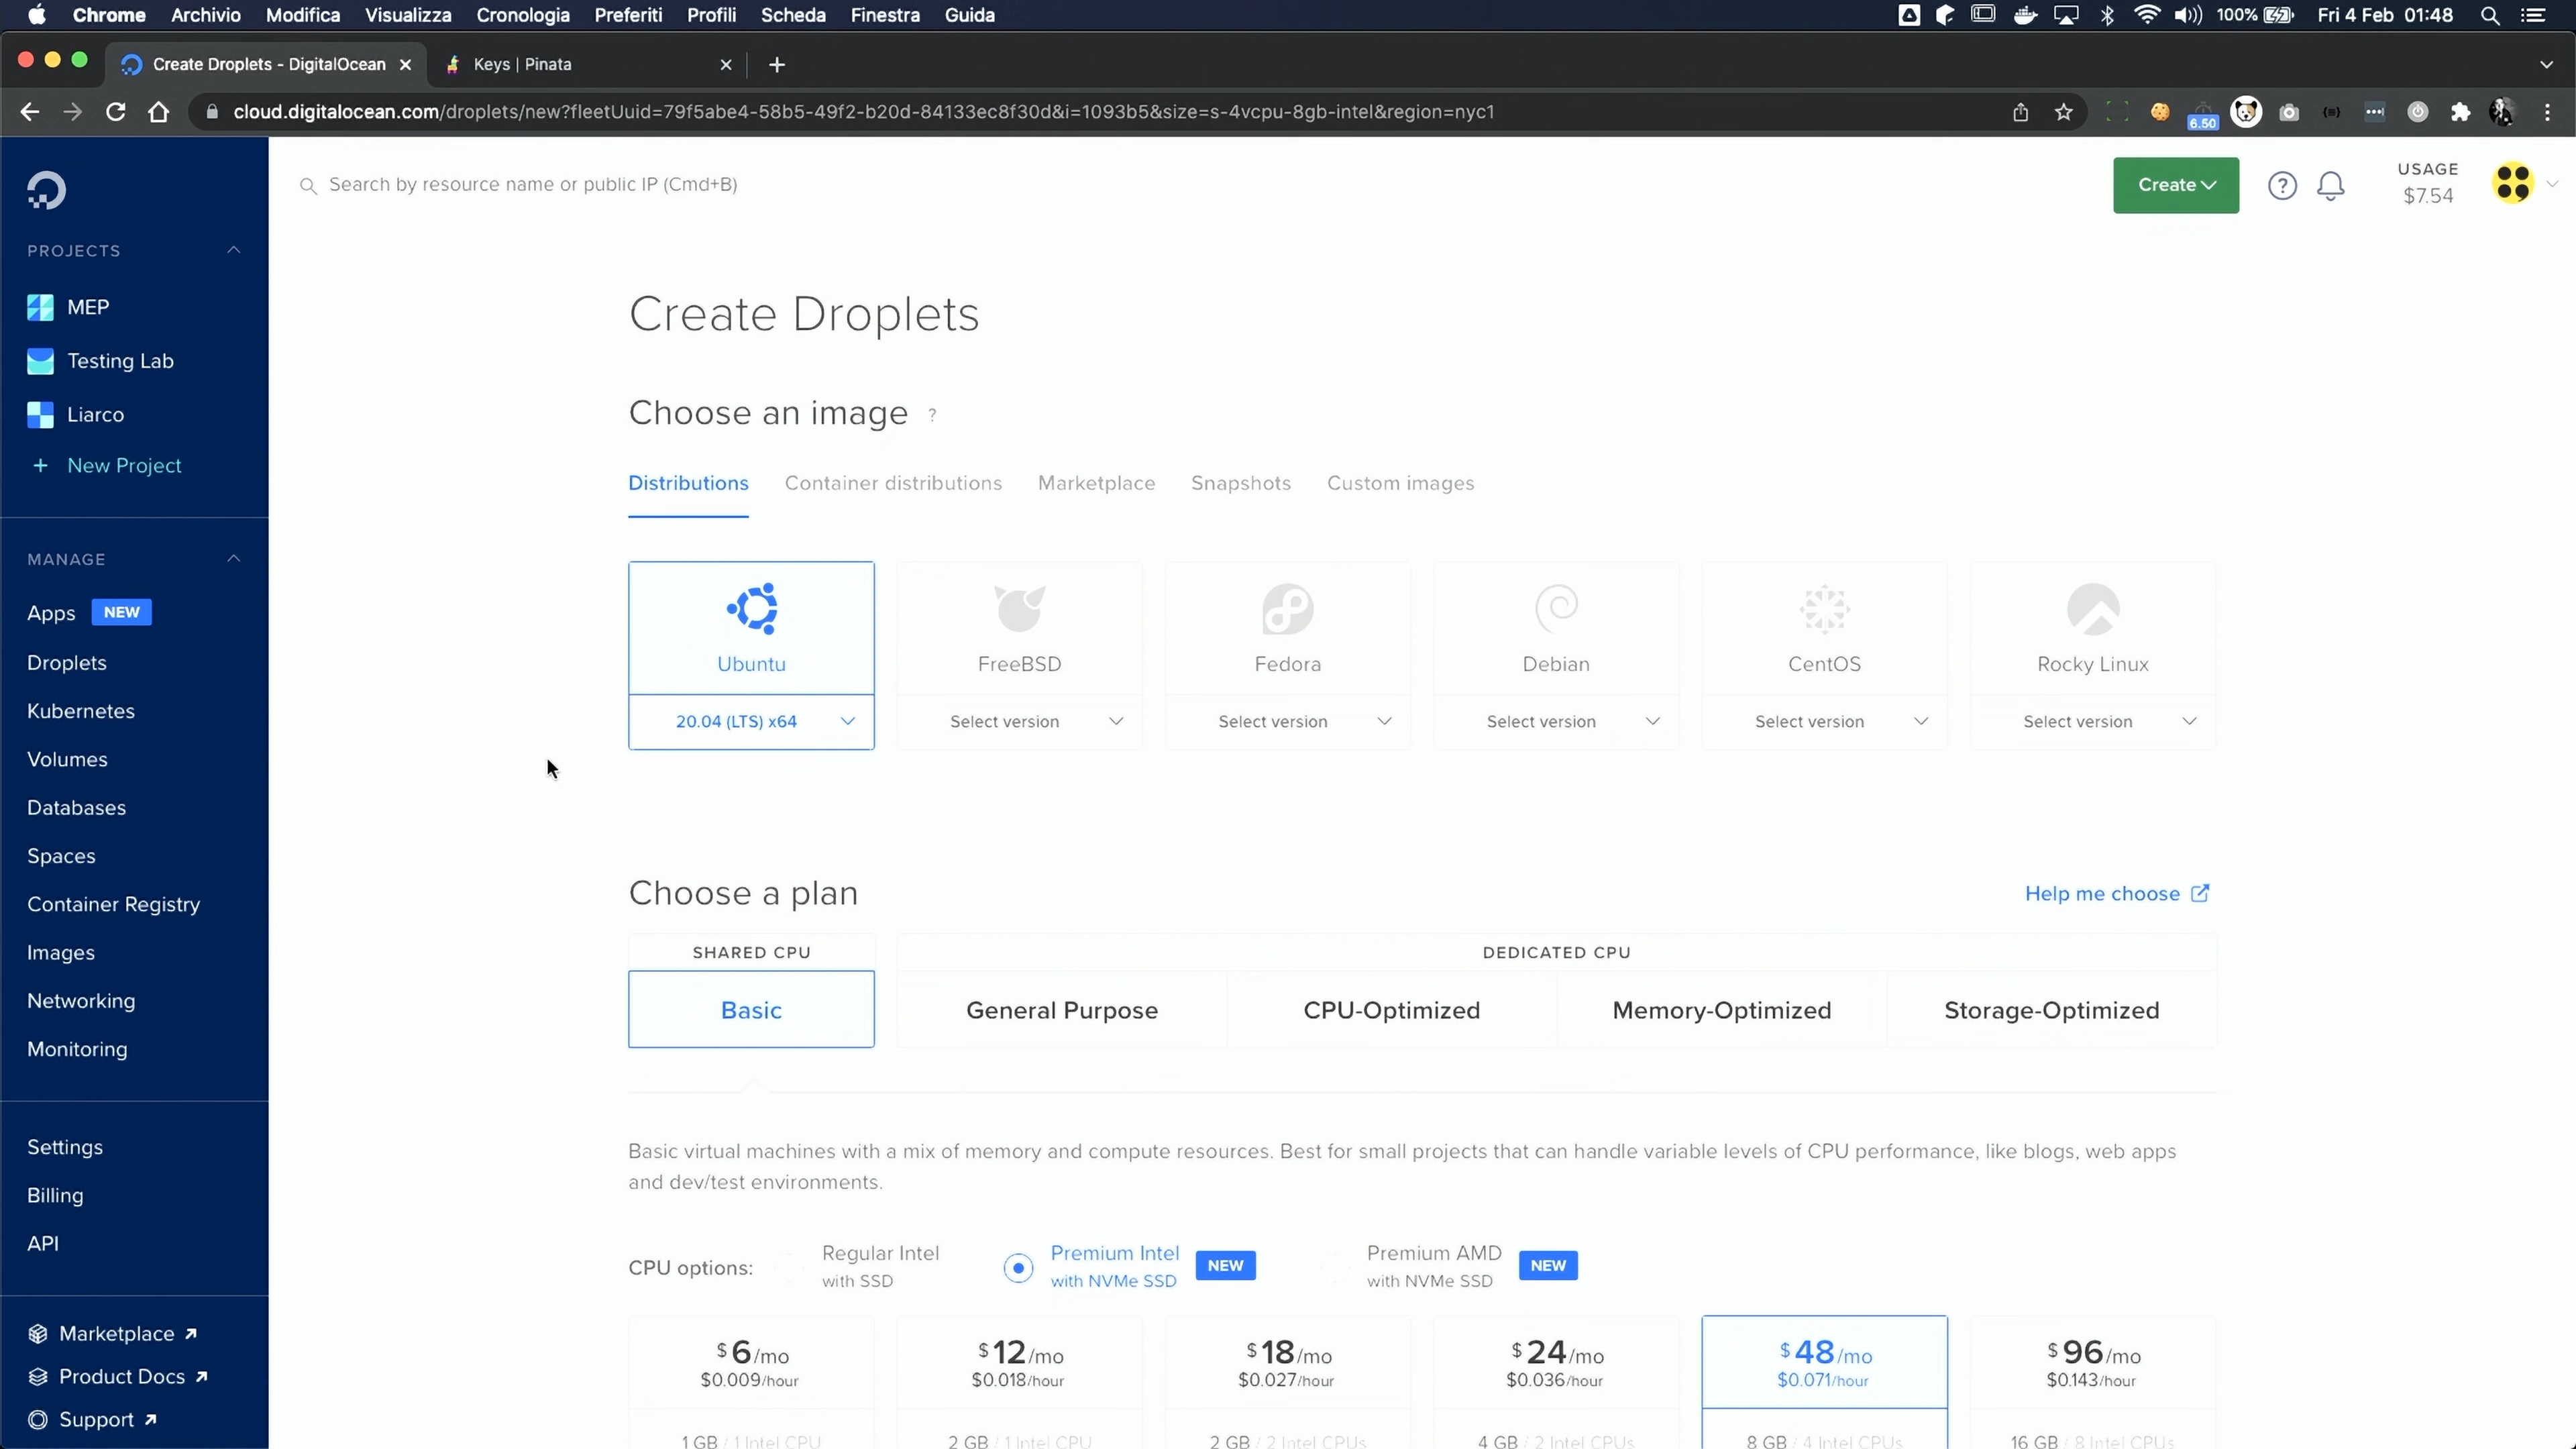 Chrome Archivio Modifica Visualizza Cronologia Preferiti Profili Scheda Finestra Guida 100% Fri 4 Feb 01:48
Create Droplets - DigitalOcean Keys | Pinata
cloud.digitalocean.com/droplets/new?fleetUuid=79f5abe4-58b5-49f2-b20d-84133ec8f30d&i=1093b5&size=s-4vcpu-8gb-intel&region=nyc1 6.50
Search by resource name or public IP (Cmd+B)
Create
USAGE
$7.54
PROJECTS
MEP
Testing Lab
Liarco
+ New Project
MANAGE
Apps NEW
Droplets
Kubernetes
Volumes
Databases
Spaces
Container Registry
Images
Networking
Monitoring
Settings
Billing
API
Marketplace
Product Docs
Support
Create Droplets
Choose an image ?
Distributions Container distributions Marketplace Snapshots Custom images
Ubuntu FreeBSD Fedora Debian CentOS Rocky Linux
20.04 (LTS) x64 Select version Select version Select version Select version Select version
Choose a plan Help me choose
SHARED CPU DEDICATED CPU
Basic General Purpose CPU-Optimized Memory-Optimized Storage-Optimized
Basic virtual machines with a mix of memory and compute resources. Best for small projects that can handle variable levels of CPU performance, like blogs, web apps
and dev/test environments.
CPU options:
Regular Intel
with SSD
Premium Intel
with NVMe SSD
NEW
Premium AMD
with NVMe SSD
NEW
$6/mo $12/mo $18/mo $24/mo $48/mo $96/mo
$0.009/hour $0.018/hour $0.027/hour $0.036/hour $0.071/hour $0.143/hour
1 GB / 1 Intel CPU 2 GB / 1 Intel CPU 2 GB / 2 Intel CPUs 4 GB / 2 Intel CPUs 8 GB / 4 Intel CPUs 16 GB / 8 Intel CPUs